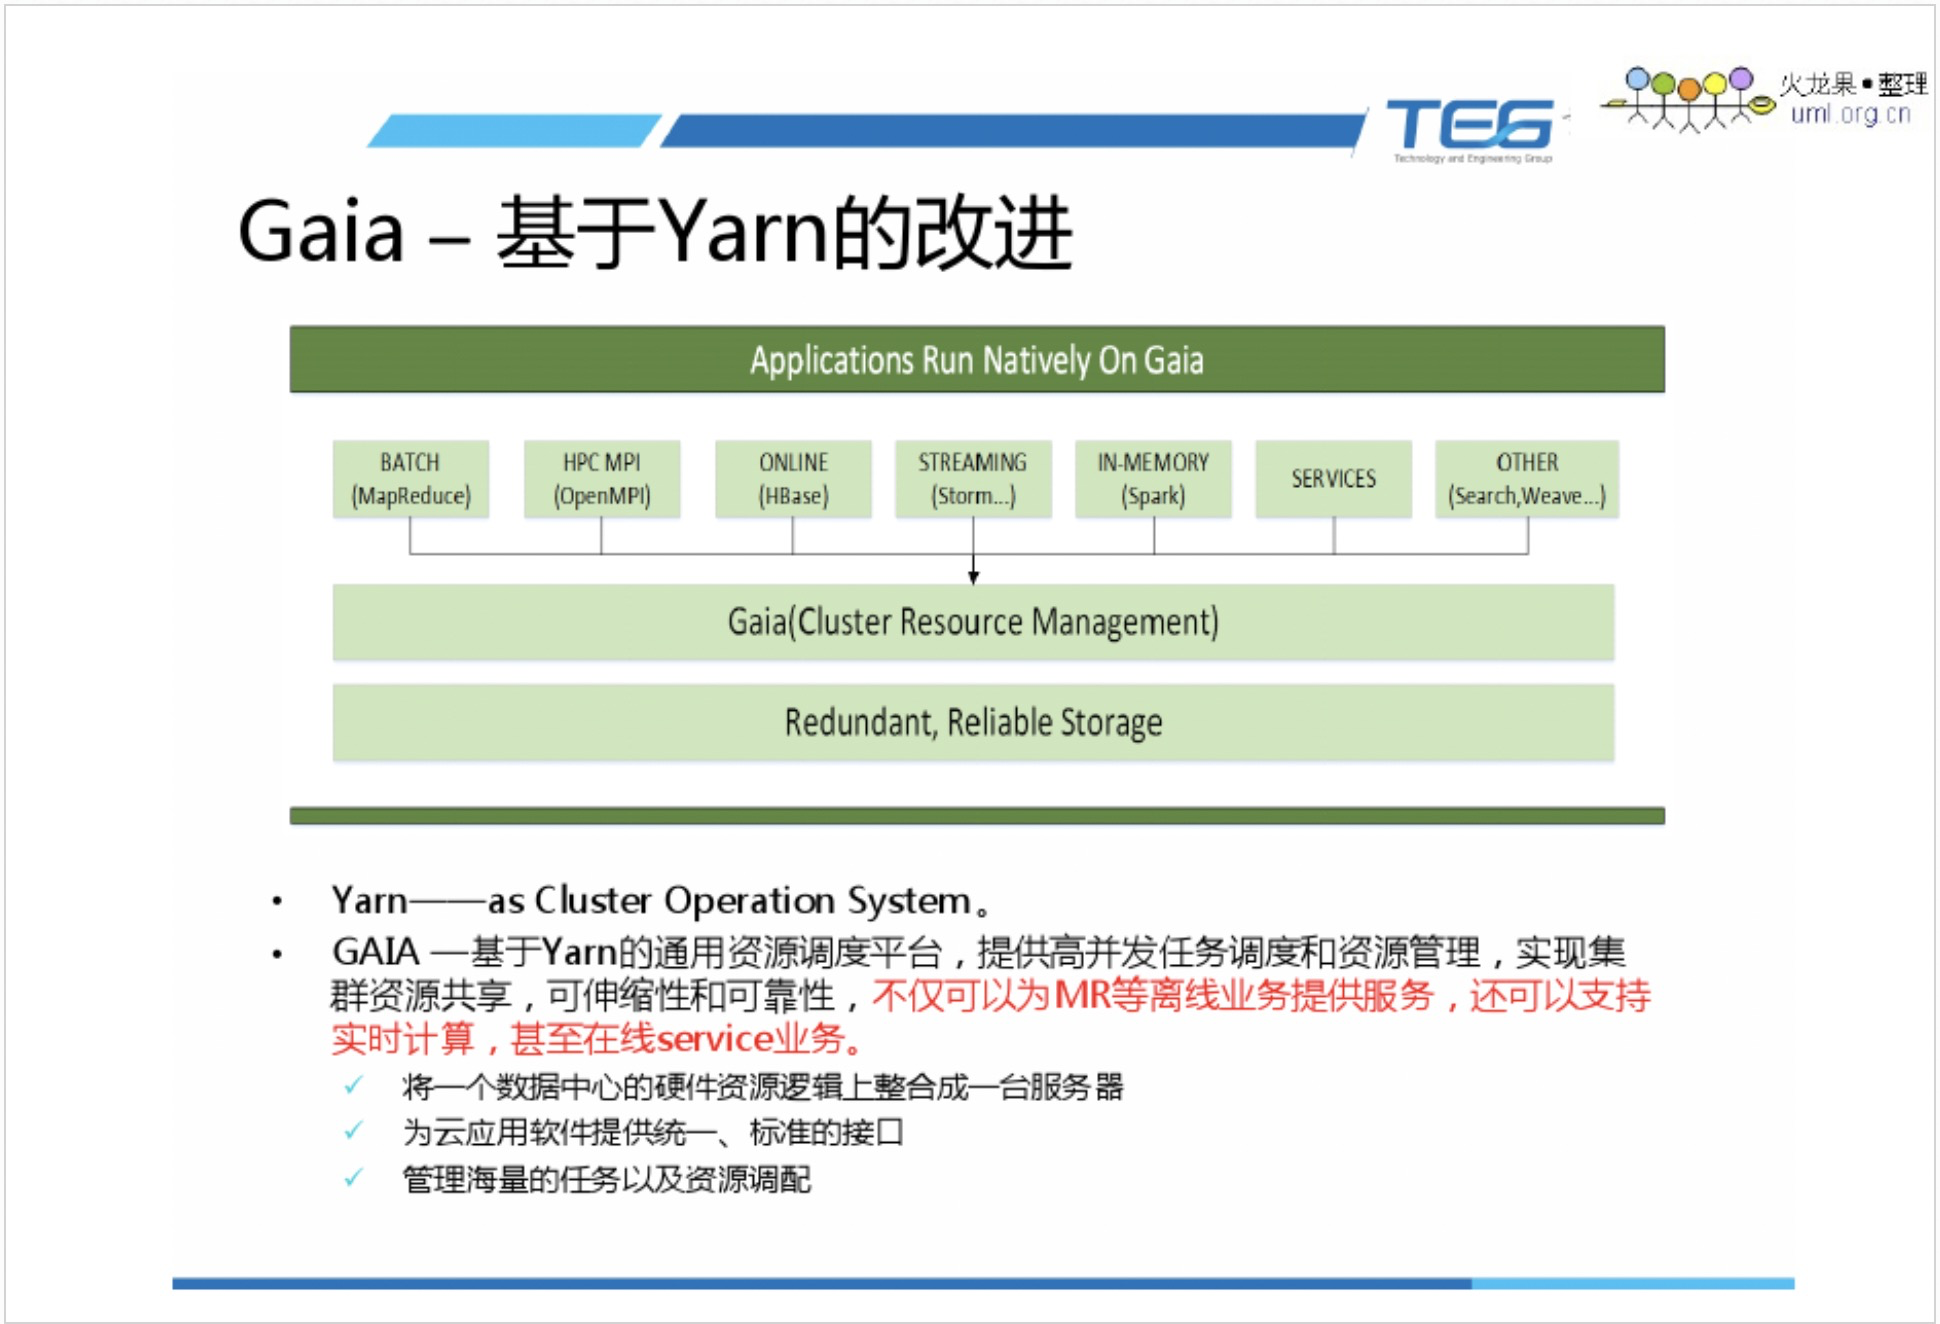 火龙果•整理
uml.org.cn
TEG
Technology and Engineering Group
Gaia – 基于Yarn的改进
Applications Run Natively On Gaia
BATCH
(MapReduce)
HPC MPI
(OpenMPI)
ONLINE
(HBase)
STREAMING
(Storm...)
IN-MEMORY
(Spark)
SERVICES
OTHER
(Search,Weave...)
Gaia(Cluster Resource Management)
Redundant, Reliable Storage
• Yarn——as Cluster Operation System。
• GAIA —基于Yarn的通用资源调度平台，提供高并发任务调度和资源管理，实现集
群资源共享，可伸缩性和可靠性，不仅可以为MR等离线业务提供服务，还可以支持
实时计算，甚至在线service业务。
✓ 将一个数据中心的硬件资源逻辑上整合成一台服务器
✓ 为云应用软件提供统一、标准的接口
✓ 管理海量的任务以及资源调配